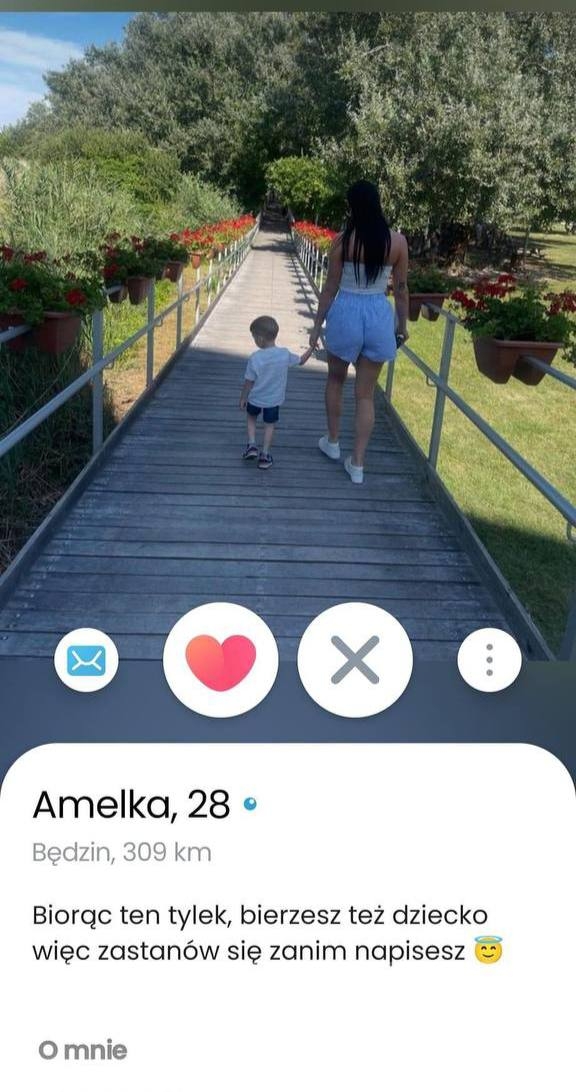 Amelka, 28
Będzin, 309 km
Biorąc ten tylek, bierzesz też dziecko
więc zastanów się zanim napisesz 😇
O mnie